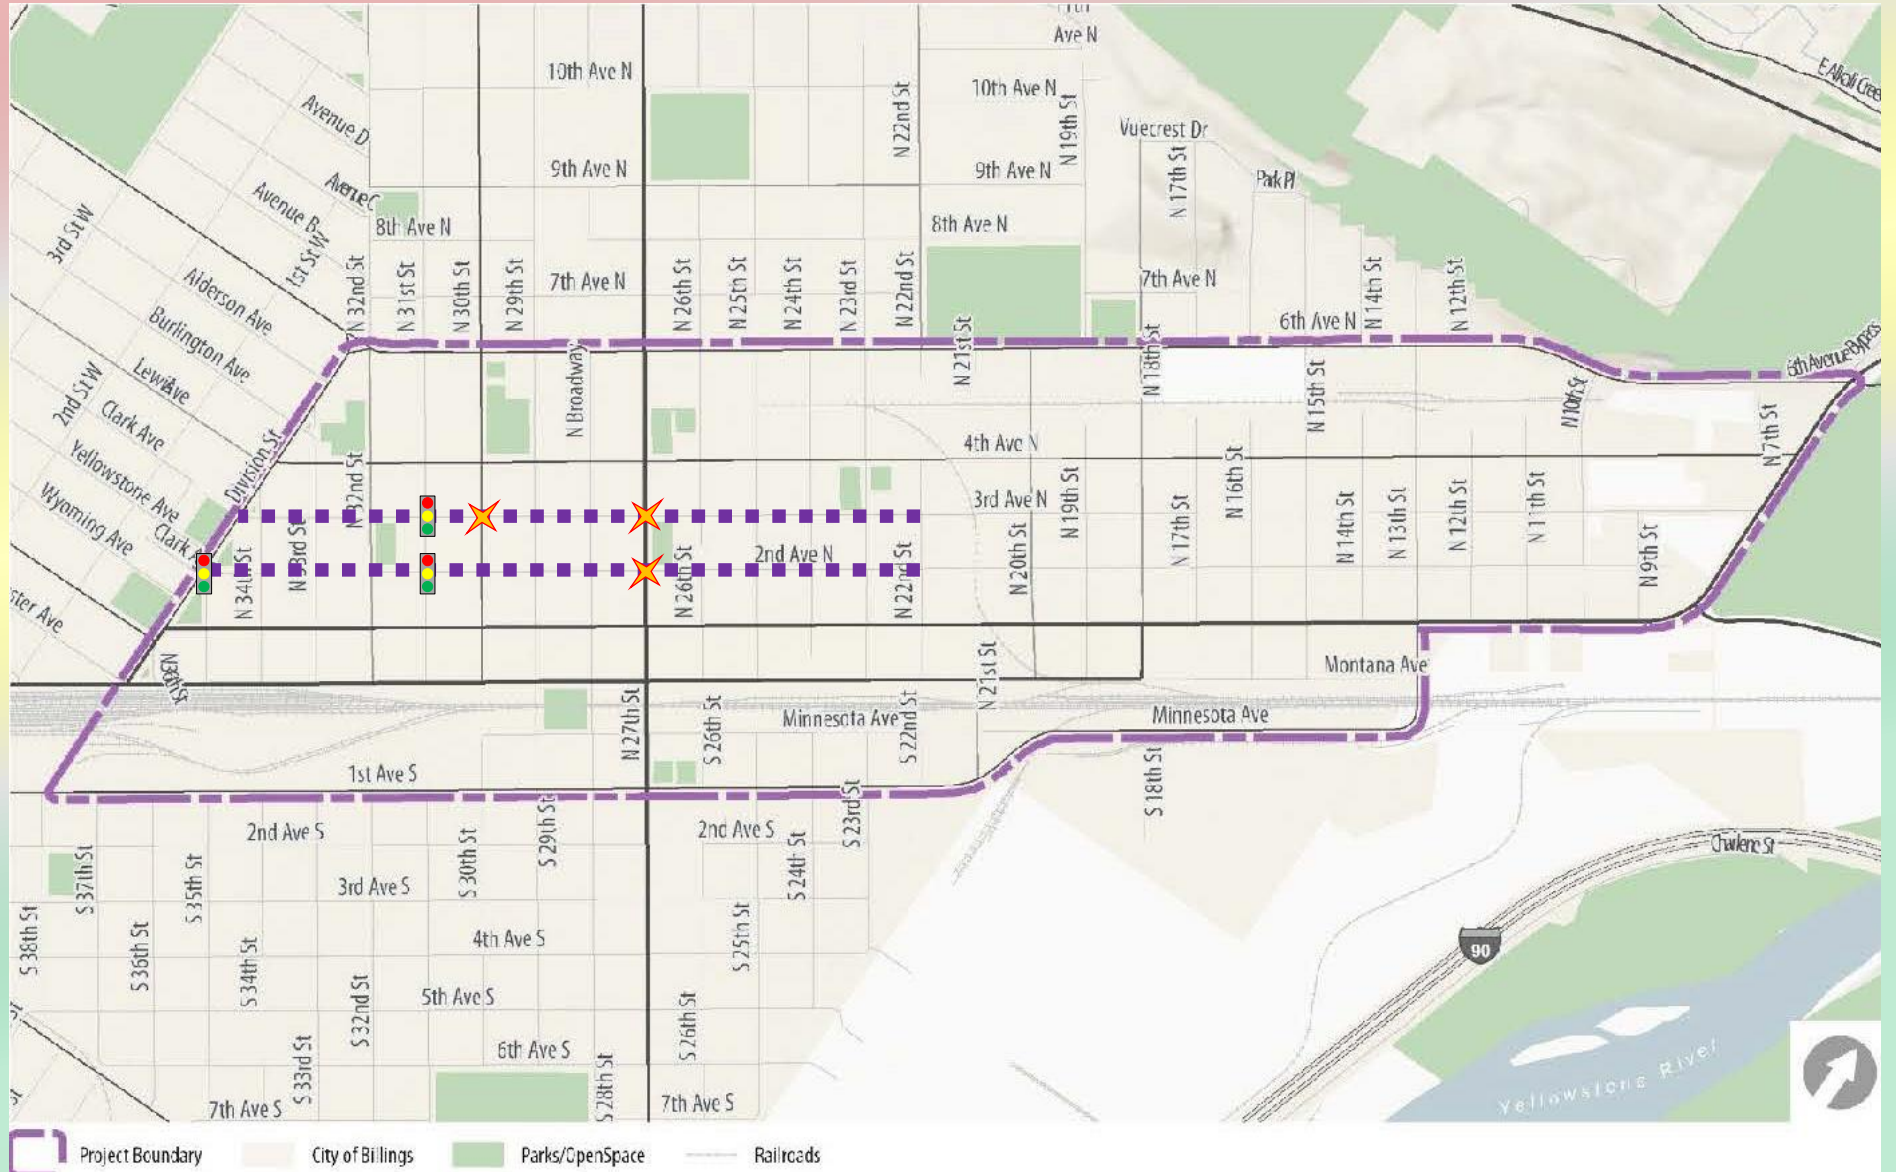 Ave N
10th Ave N
10th Ave N
N 22nd St
N 19th St
Avenue D
Vuecrest Dr
9th Ave N
9th Ave N
N 17th St
Park Pl
Avenue C
Avenue B
8th Ave N
8th Ave N
3rd St W
1st St W
Alderson Ave
7th Ave N
7th Ave N
N 32nd St
N 31st St
N 30th St
N 29th St
N 26th St
N 25th St
N 24th St
N 23rd St
N 22nd St
N 14th St
N 12th St
6th Ave N
Burlington Ave
Lewis Ave
N Broadway
N 21st St
N 18th St
N 15th St
N 10th St
6th Avenue Bypass
2nd St W
Clark Ave
Division St
4th Ave N
N 7th St
Yellowstone Ave
N 32nd St
3rd Ave N
N 19th St
N 16th St
Wyoming Ave
Clark A
N 34th St
N 33rd St
N 26th St
2nd Ave N
N 22nd St
N 20th St
N 17th St
N 14th St
N 13th St
N 12th St
N 11th St
N 9th St
ster Ave
N 21st St
Montana Ave
N 27th St
S 26th St
Minnesota Ave
S 22nd St
Minnesota Ave
1st Ave S
S 23rd St
S 18th St
2nd Ave S
S 29th St
2nd Ave S
S 37th St
S 35th St
S 30th St
S 24th St
3rd Ave S
Charlene St
S 38th St
S 36th St
S 34th St
4th Ave S
S 25th St
90
S 32nd St
5th Ave S
S 26th St
S 33rd St
6th Ave S
S 28th St
Yellowstone River
7th Ave S
7th Ave S
Project Boundary
City of Billings
Parks/OpenSpace
Railroads